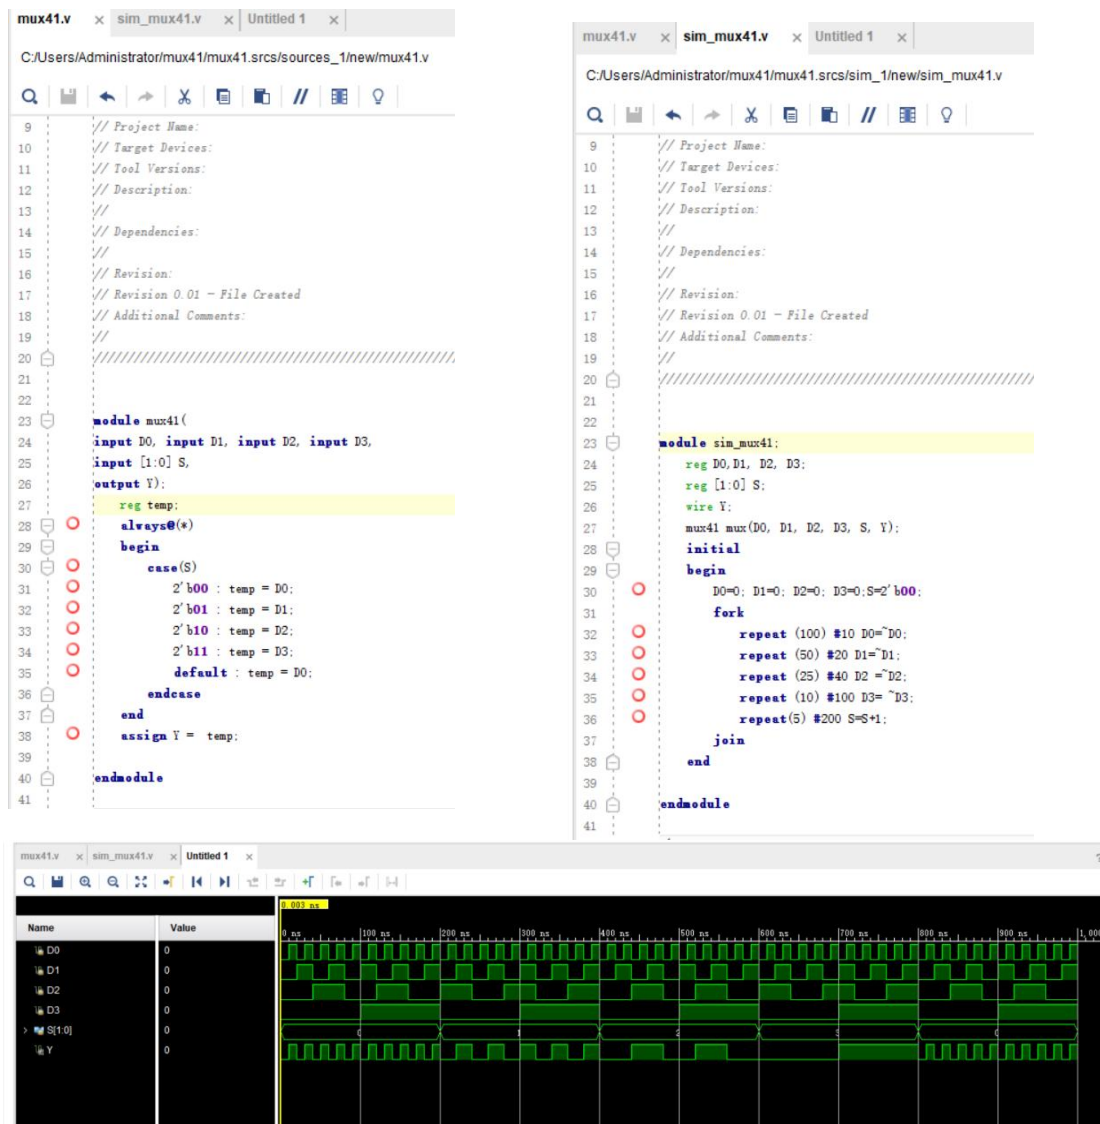 mux41.v × sim_mux41.v × Untitled 1 ×
C:/Users/Administrator/mux41/mux41.srcs/sources_1/new/mux41.v
9 // Project Name:
10 // Target Devices:
11 // Tool Versions:
12 // Description:
13 //
14 // Dependencies:
15 //
16 // Revision:
17 // Revision 0.01 - File Created
18 // Additional Comments:
19 //
20 //////////////////////////////////////////////////////
21
22
23 module mux41(
24 input D0, input D1, input D2, input D3,
25 input [1:0] S,
26 output Y);
27 reg temp;
28 always@(*)
29 begin
30 case(S)
31 2'b00 : temp = D0;
32 2'b01 : temp = D1;
33 2'b10 : temp = D2;
34 2'b11 : temp = D3;
35 default : temp = D0;
36 endcase
37 end
38 assign Y = temp;
39
40 endmodule
41
mux41.v × sim_mux41.v × Untitled 1 ×
C:/Users/Administrator/mux41/mux41.srcs/sim_1/new/sim_mux41.v
9 // Project Name:
10 // Target Devices:
11 // Tool Versions:
12 // Description:
13 //
14 // Dependencies:
15 //
16 // Revision:
17 // Revision 0.01 - File Created
18 // Additional Comments:
19 //
20 //////////////////////////////////////////////////////
21
22
23 module sim_mux41;
24 reg D0,D1, D2, D3;
25 reg [1:0] S;
26 wire Y;
27 mux41 mux(D0, D1, D2, D3, S, Y);
28 initial
29 begin
30 D0=0; D1=0; D2=0; D3=0;S=2'b00;
31 fork
32 repeat (100) #10 D0=~D0;
33 repeat (50) #20 D1=~D1;
34 repeat (25) #40 D2 =~D2;
35 repeat (10) #100 D3= ~D3;
36 repeat(5) #200 S=S+1;
37 join
38 end
39
40 endmodule
41
mux41.v × sim_mux41.v × Untitled 1 ×
0.003 ns
Name Value
0 ns 100 ns 200 ns 300 ns 400 ns 500 ns 600 ns 700 ns 800 ns 900 ns 1,000
D0 0
D1 0
D2 0
D3 0
S[1:0] 0 0 1 2 3 0
Y 0